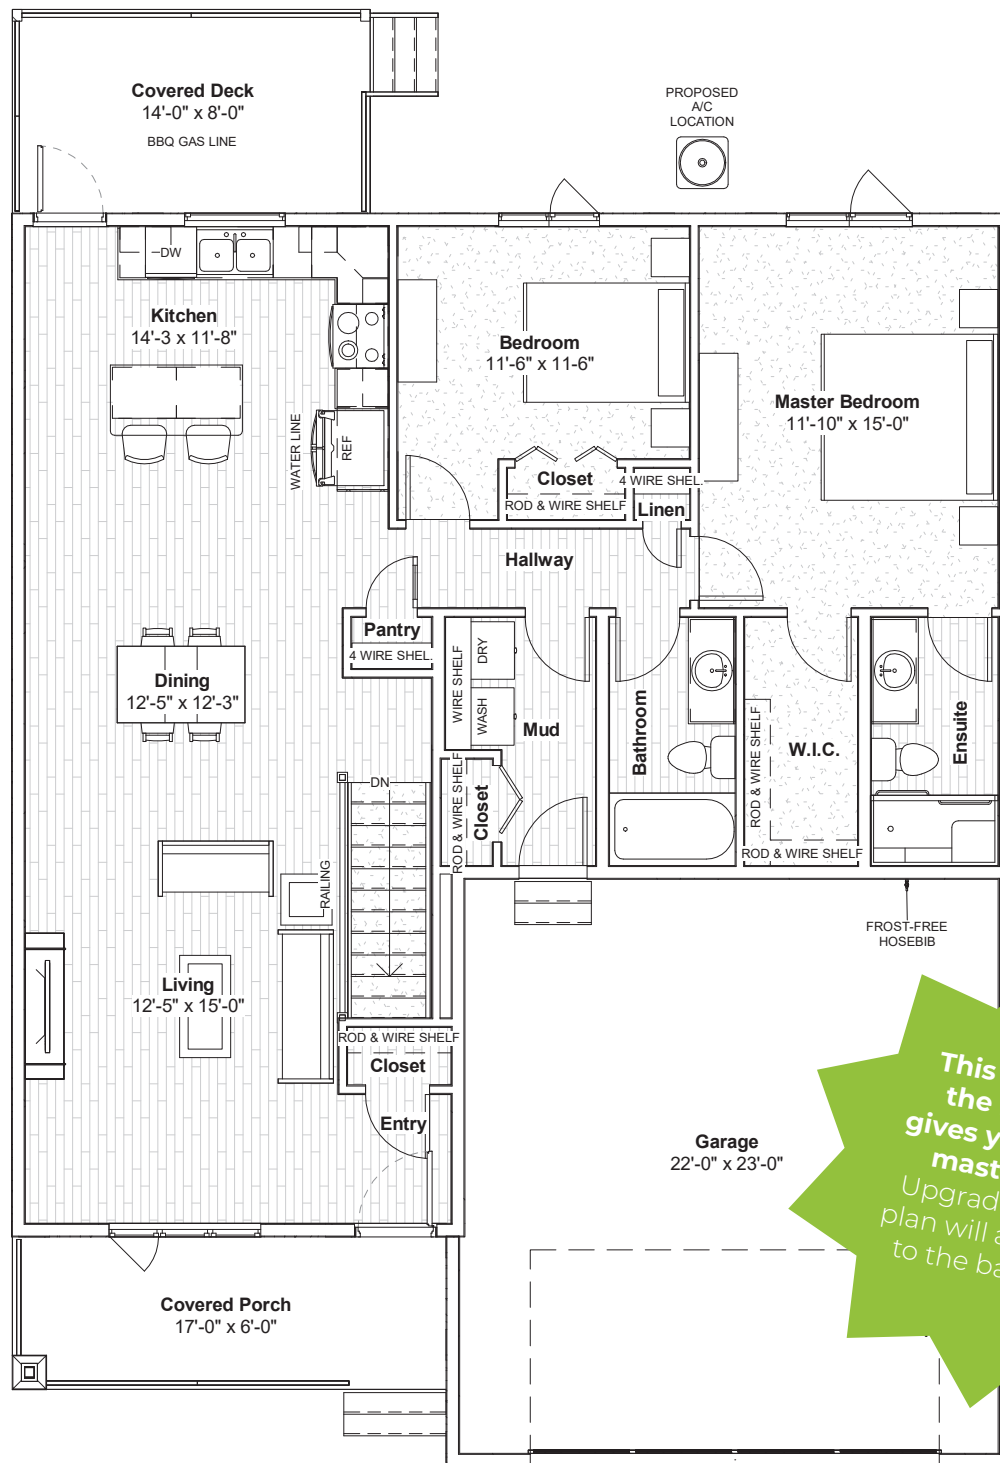 Covered Deck
14'-0" x 8'-0"
BBQ GAS LINE
PROPOSED
A/C
LOCATION
DW
Kitchen
14'-3 x 11'-8"
WATER LINE
REF
Bedroom
11'-6" x 11-6"
Master Bedroom
11'-10" x 15'-0"
Closet
ROD & WIRE SHELF
4 WIRE SHEL.
Linen
Hallway
Pantry
4 WIRE SHEL.
WIRE SHELF
DRY
WASH
Mud
Bathroom
ROD & WIRE SHELF
W.I.C.
ROD & WIRE SHELF
Ensuite
Dining
12'-5" x 12'-3"
DN
ROD & WIRE SHELF
Closet
RAILING
FROST-FREE
HOSEBIB
Living
12'-5" x 15'-0"
ROD & WIRE SHELF
Closet
Entry
Garage
22'-0" x 23'-0"
This
the
gives y
mast
Upgrad
plan will a
to the ba
Covered Porch
17'-0" x 6'-0"